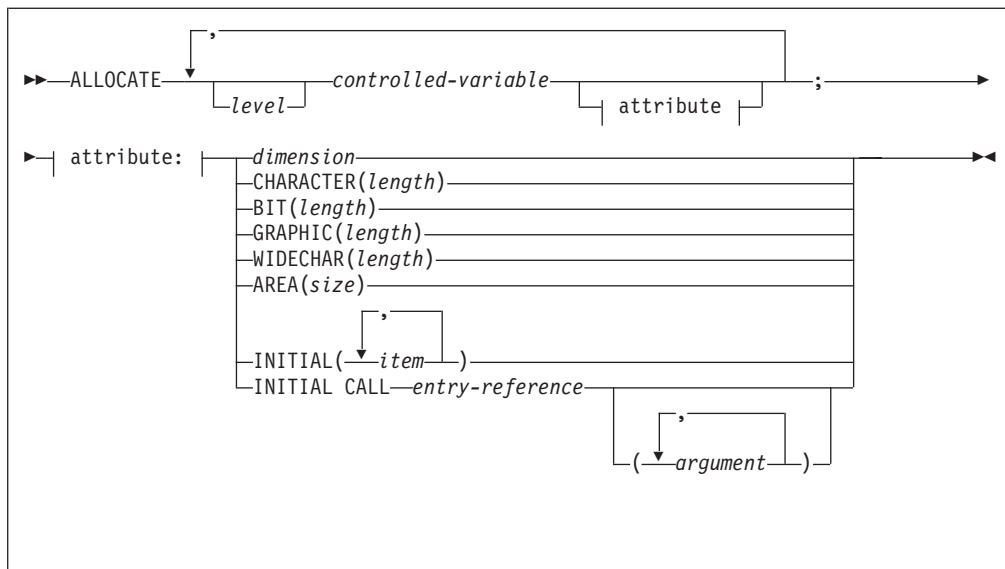 ,
ALLOCATE controlled-variable ;
level attribute
attribute: dimension
CHARACTER(length)
BIT(length)
GRAPHIC(length)
WIDECHAR(length)
AREA(size)
,
INITIAL( item )
INITIAL CALL entry-reference
,
( argument )